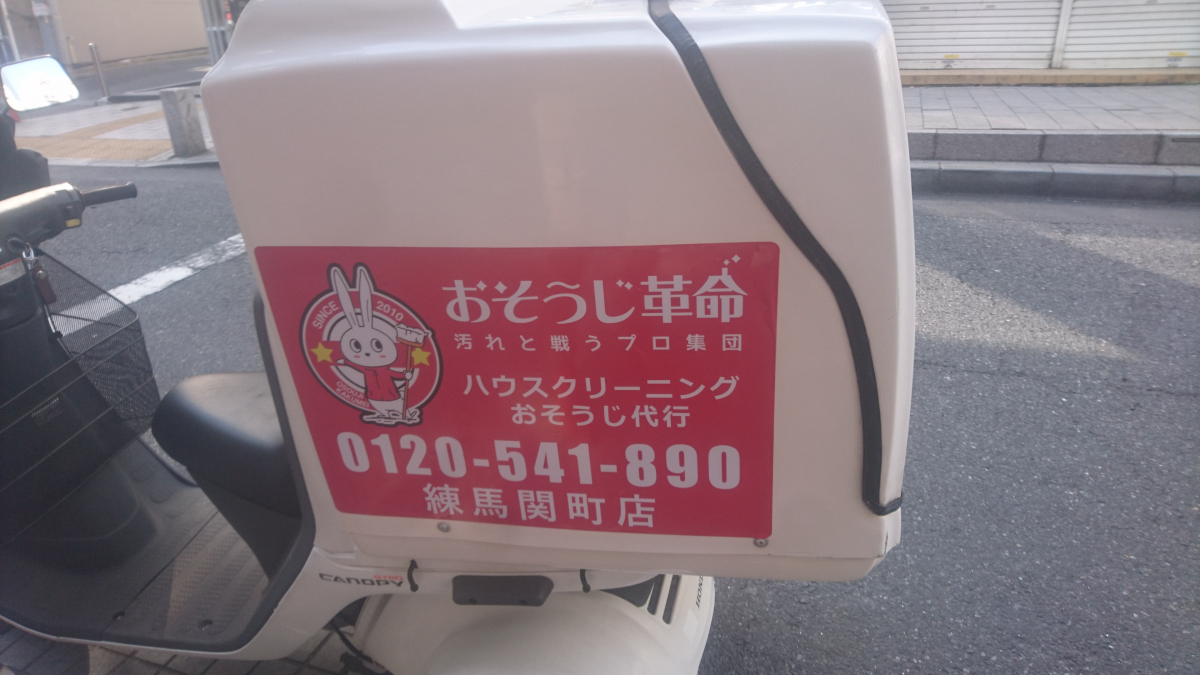 SINCE 2010
おそうじ革命
汚れと戦うプロ集団
ハウスクリーニング
おそうじ代行
0120-541-890
練馬関町店
GYRO
CANOPY
HONDA